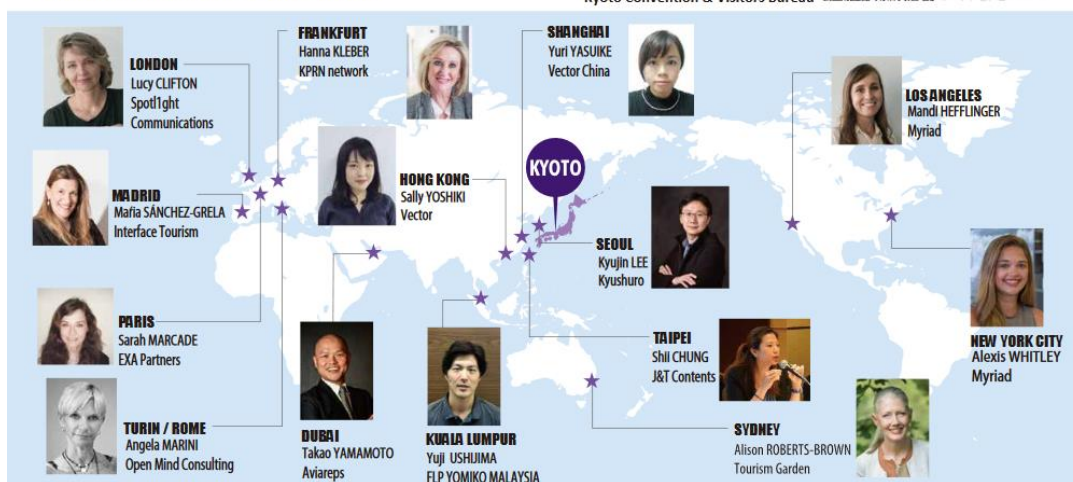 Kyoto Convention & Visitors Bureau
FRANKFURT
Hanna KLEBER
KPRN network
SHANGHAI
Yuri YASUIKE
Vector China
LONDON
Lucy CLIFTON
Spotl1ght
Communications
LOS ANGELES
Mandi HEFFLINGER
Myriad
KYOTO
MADRID
Maria SÁNCHEZ-GRELA
Interface Tourism
HONG KONG
Sally YOSHIKI
Vector
SEOUL
Kyujin LEE
Kyushuro
PARIS
Sarah MARCADE
EXA Partners
TAIPEI
Shii CHUNG
J&T Contents
NEW YORK CITY
Alexis WHITLEY
Myriad
TURIN / ROME
Angela MARINI
Open Mind Consulting
DUBAI
Takao YAMAMOTO
Aviareps
KUALA LUMPUR
Yuji USHIJIMA
FLP YOMIKO MALAYSIA
SYDNEY
Alison ROBERTS-BROWN
Tourism Garden